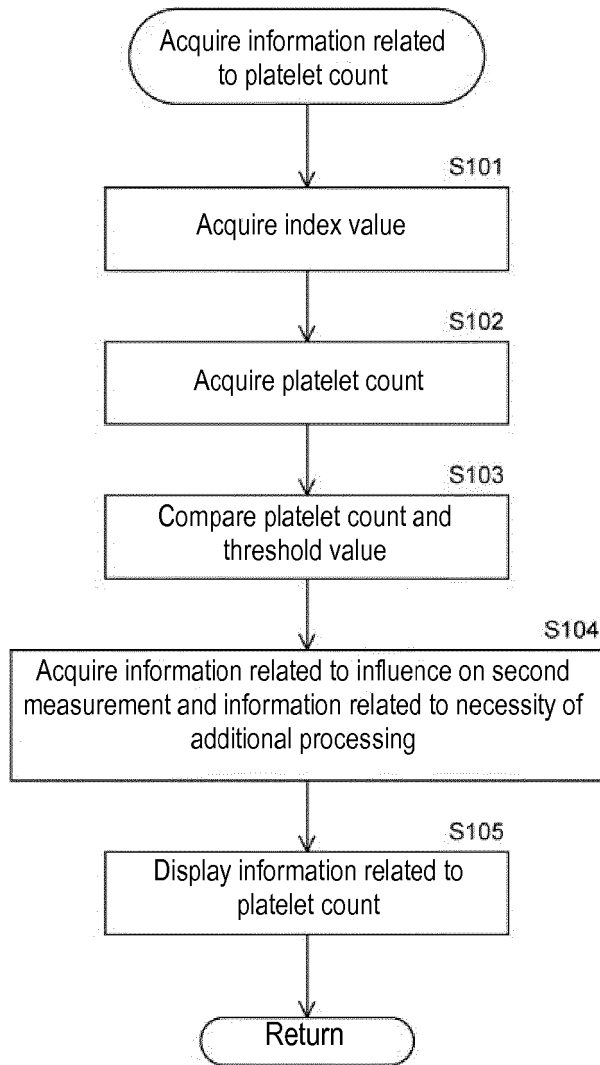 Acquire information related
to platelet count
S101
Acquire index value
S102
Acquire platelet count
S103
Compare platelet count and
threshold value
S104
Acquire information related to influence on second
measurement and information related to necessity of
additional processing
S105
Display information related to
platelet count
Return